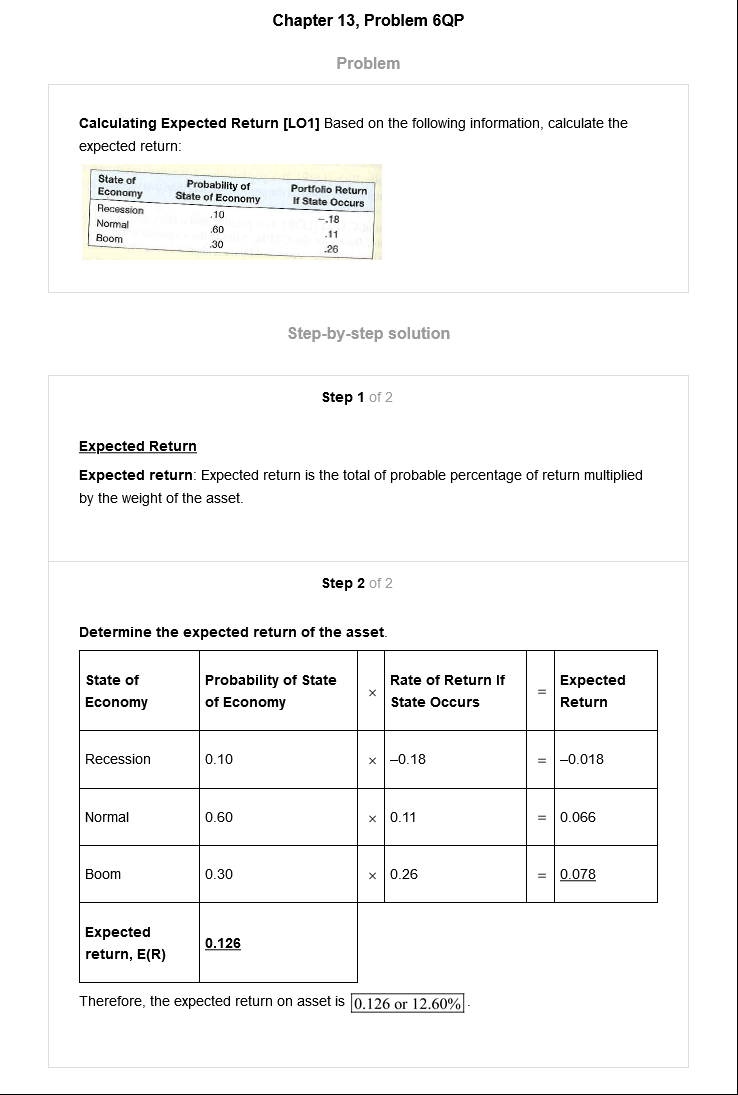 Chapter 13, Problem 6QP
Problem
Calculating Expected Return [LO1] Based on the following information, calculate the
expected return:
State of Economy Probability of State of Economy Portfolio Return If State Occurs
Recession .10 –.18
Normal .60 .11
Boom .30 .26
Step-by-step solution
Step 1 of 2
Expected Return
Expected return: Expected return is the total of probable percentage of return multiplied
by the weight of the asset.
Step 2 of 2
Determine the expected return of the asset.
State of Economy Probability of State of Economy × Rate of Return If State Occurs = Expected Return
Recession 0.10 × –0.18 = –0.018
Normal 0.60 × 0.11 = 0.066
Boom 0.30 × 0.26 = 0.078
Expected return, E(R) 0.126
Therefore, the expected return on asset is 0.126 or 12.60%.